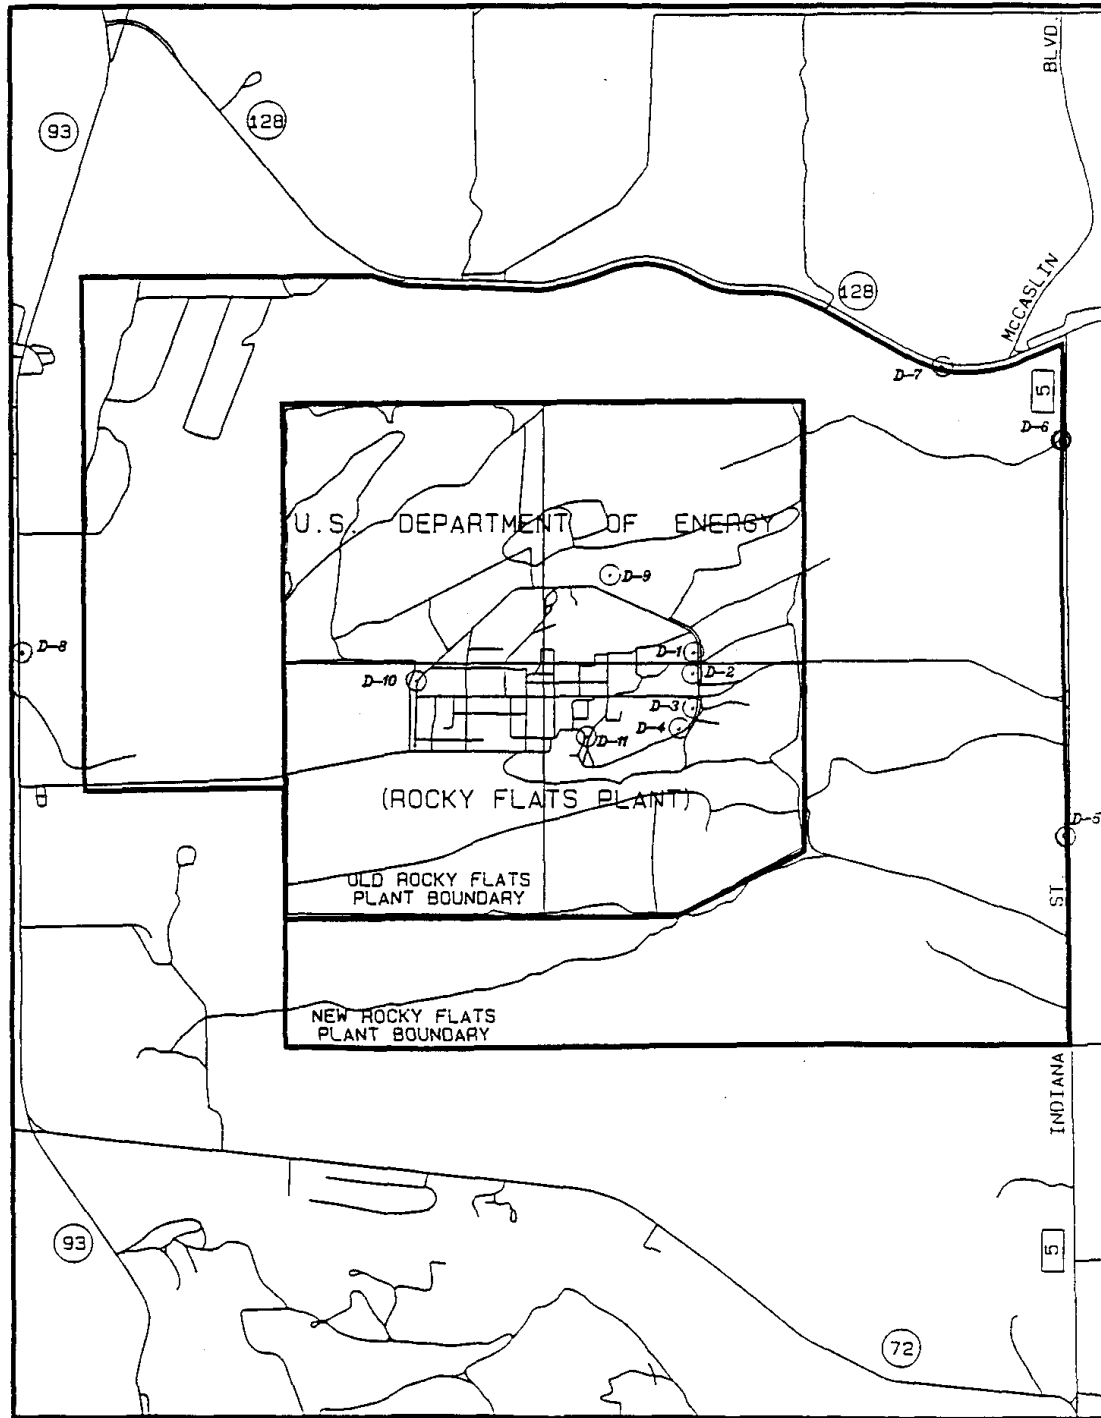 BLVD.
93
128
McCASLIN
128
D-7
5
D-6
U.S. DEPARTMENT OF ENERGY
D-9
D-8
D-1
D-2
D-10
D-3
D-4
D-11
(ROCKY FLATS PLANT)
D-5
OLD ROCKY FLATS
PLANT BOUNDARY
ST.
NEW ROCKY FLATS
PLANT BOUNDARY
INDIANA
93
5
72